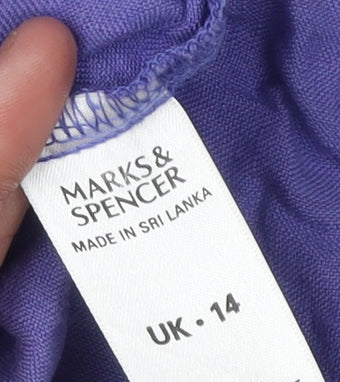 MARKS &
SPENCER
MADE IN SRI LANKA
UK • 14